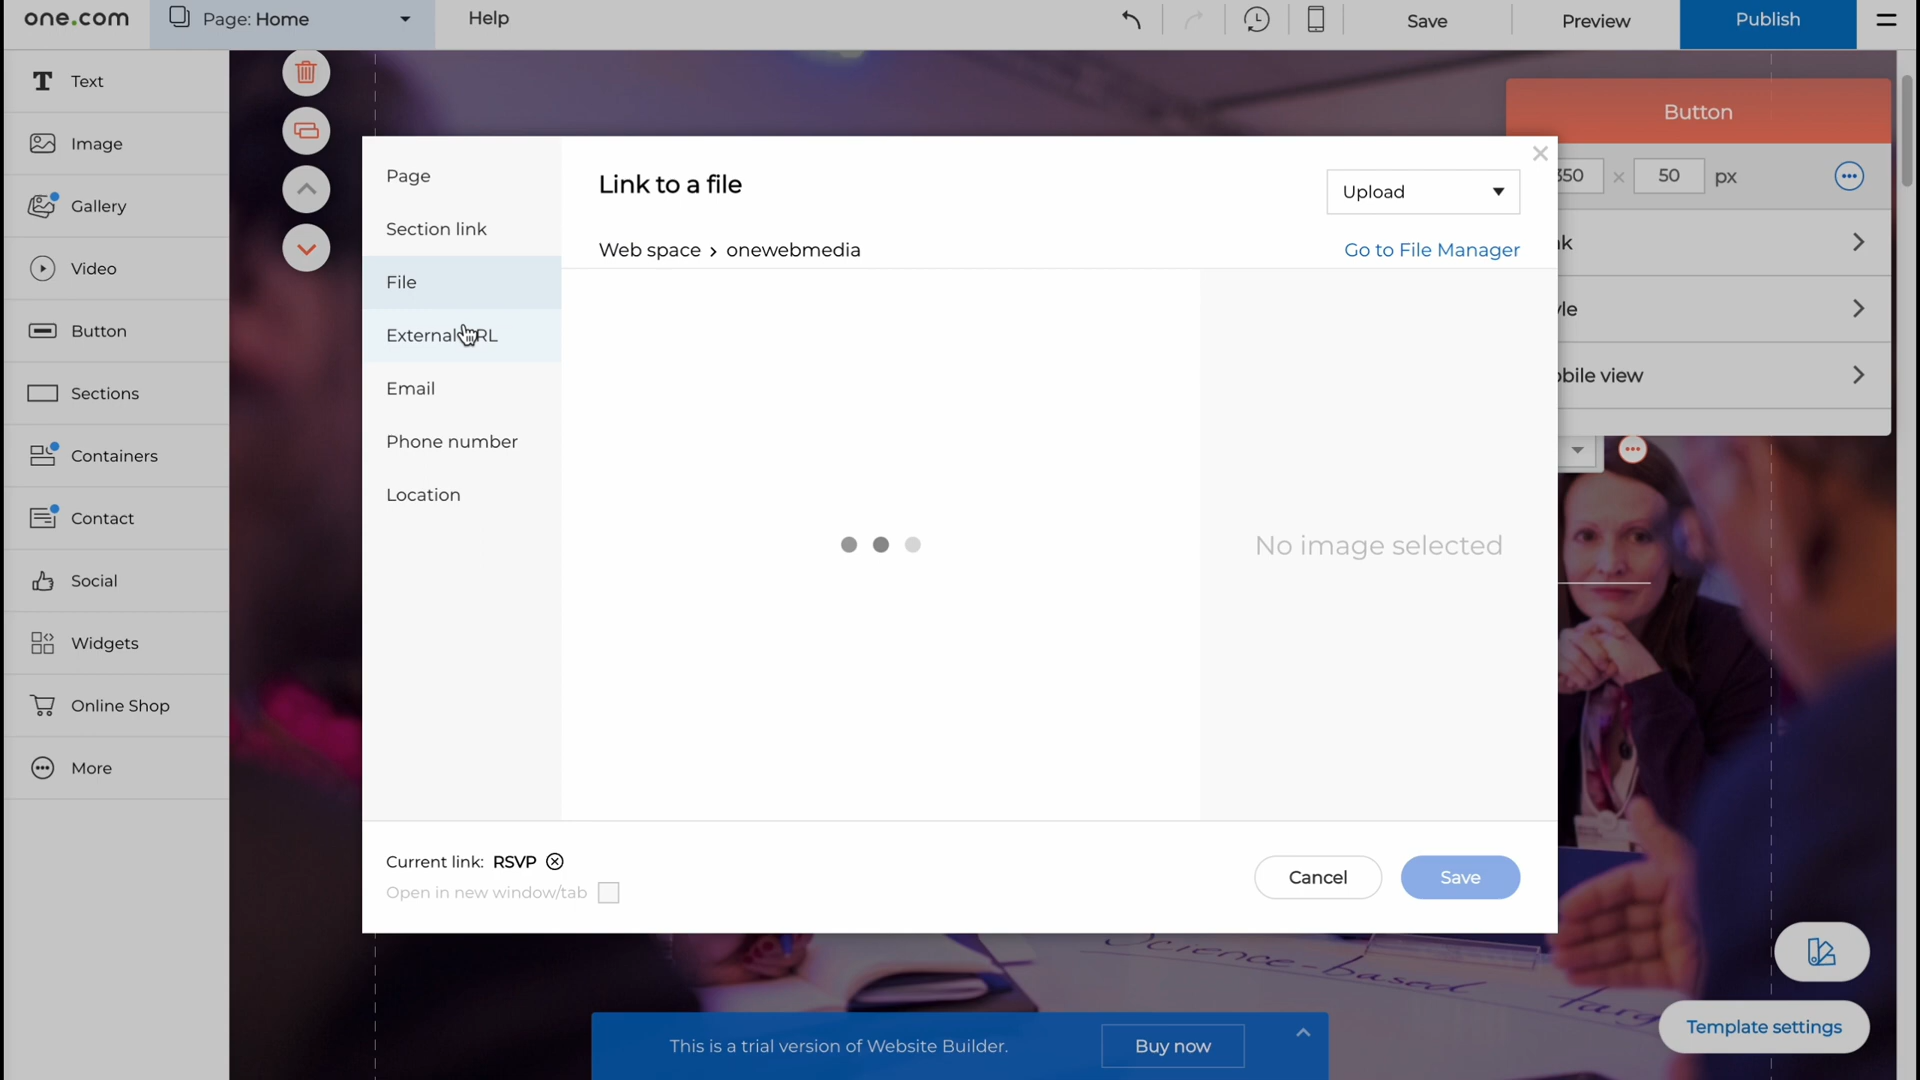 one.com
Page: Home
Help
Save
Preview
Publish
Text
Image
Gallery
Video
Button
Sections
Containers
Contact
Social
Widgets
Online Shop
More
Button
350 × 50 px
Page
Section link
File
External URL
Email
Phone number
Location
Link to a file
Upload
Web space > onewebmedia
Go to File Manager
No image selected
Current link: RSVP
Open in new window/tab
Cancel
Save
Science-based
This is a trial version of Website Builder.
Buy now
Template settings